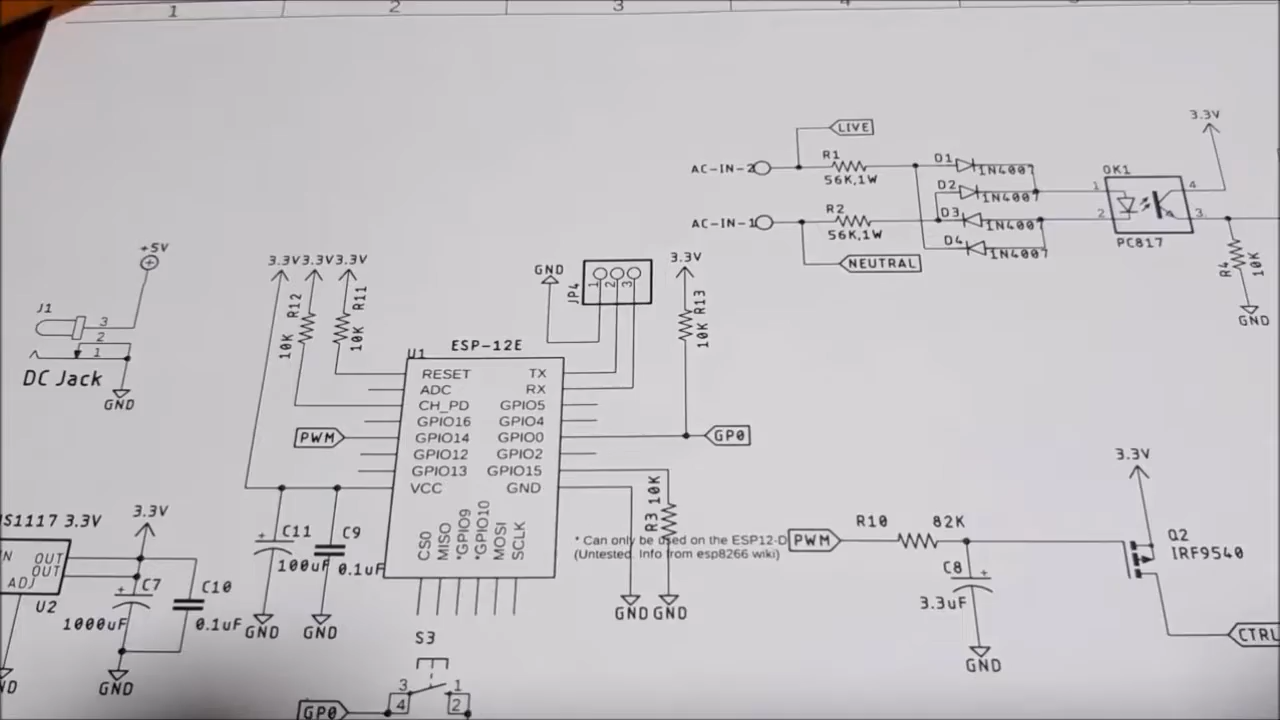 1
2
3
4
LIVE
3.3V
AC-IN-2
R1
56K,1W
D1
1N4007
OK1
D2
1N4007
1
4
R2
D3
1N4007
2
3
AC-IN-1
56K,1W
D4
1N4007
PC817
NEUTRAL
R4
10K
GND
+5V
3.3V
3.3V
3.3V
GND
JP4
1
2
3
3.3V
R12
R11
R13
10K
10K
10K
J1
3
2
1
DC Jack
GND
U1
ESP-12E
RESET
TX
ADC
RX
CH_PD
GPIO5
GPIO16
GPIO4
PWM
GPIO14
GPIO0
GP0
GPIO12
GPIO2
GPIO13
GPIO15
VCC
GND
CS0
MISO
*GPIO9
*GPIO10
MOSI
SCLK
R3
10K
* Can only be used on the ESP12-D
(Untested. Info from esp8266 wiki)
GND
GND
C11
100uF
C9
0.1uF
GND
GND
S1117 3.3V
3.3V
IN
OUT
OUT
ADJ
U2
C7
1000uF
C10
0.1uF
ND
GND
S3
3
1
4
2
GP0
PWM
R10
82K
C8
3.3uF
GND
3.3V
Q2
IRF9540
CTRL